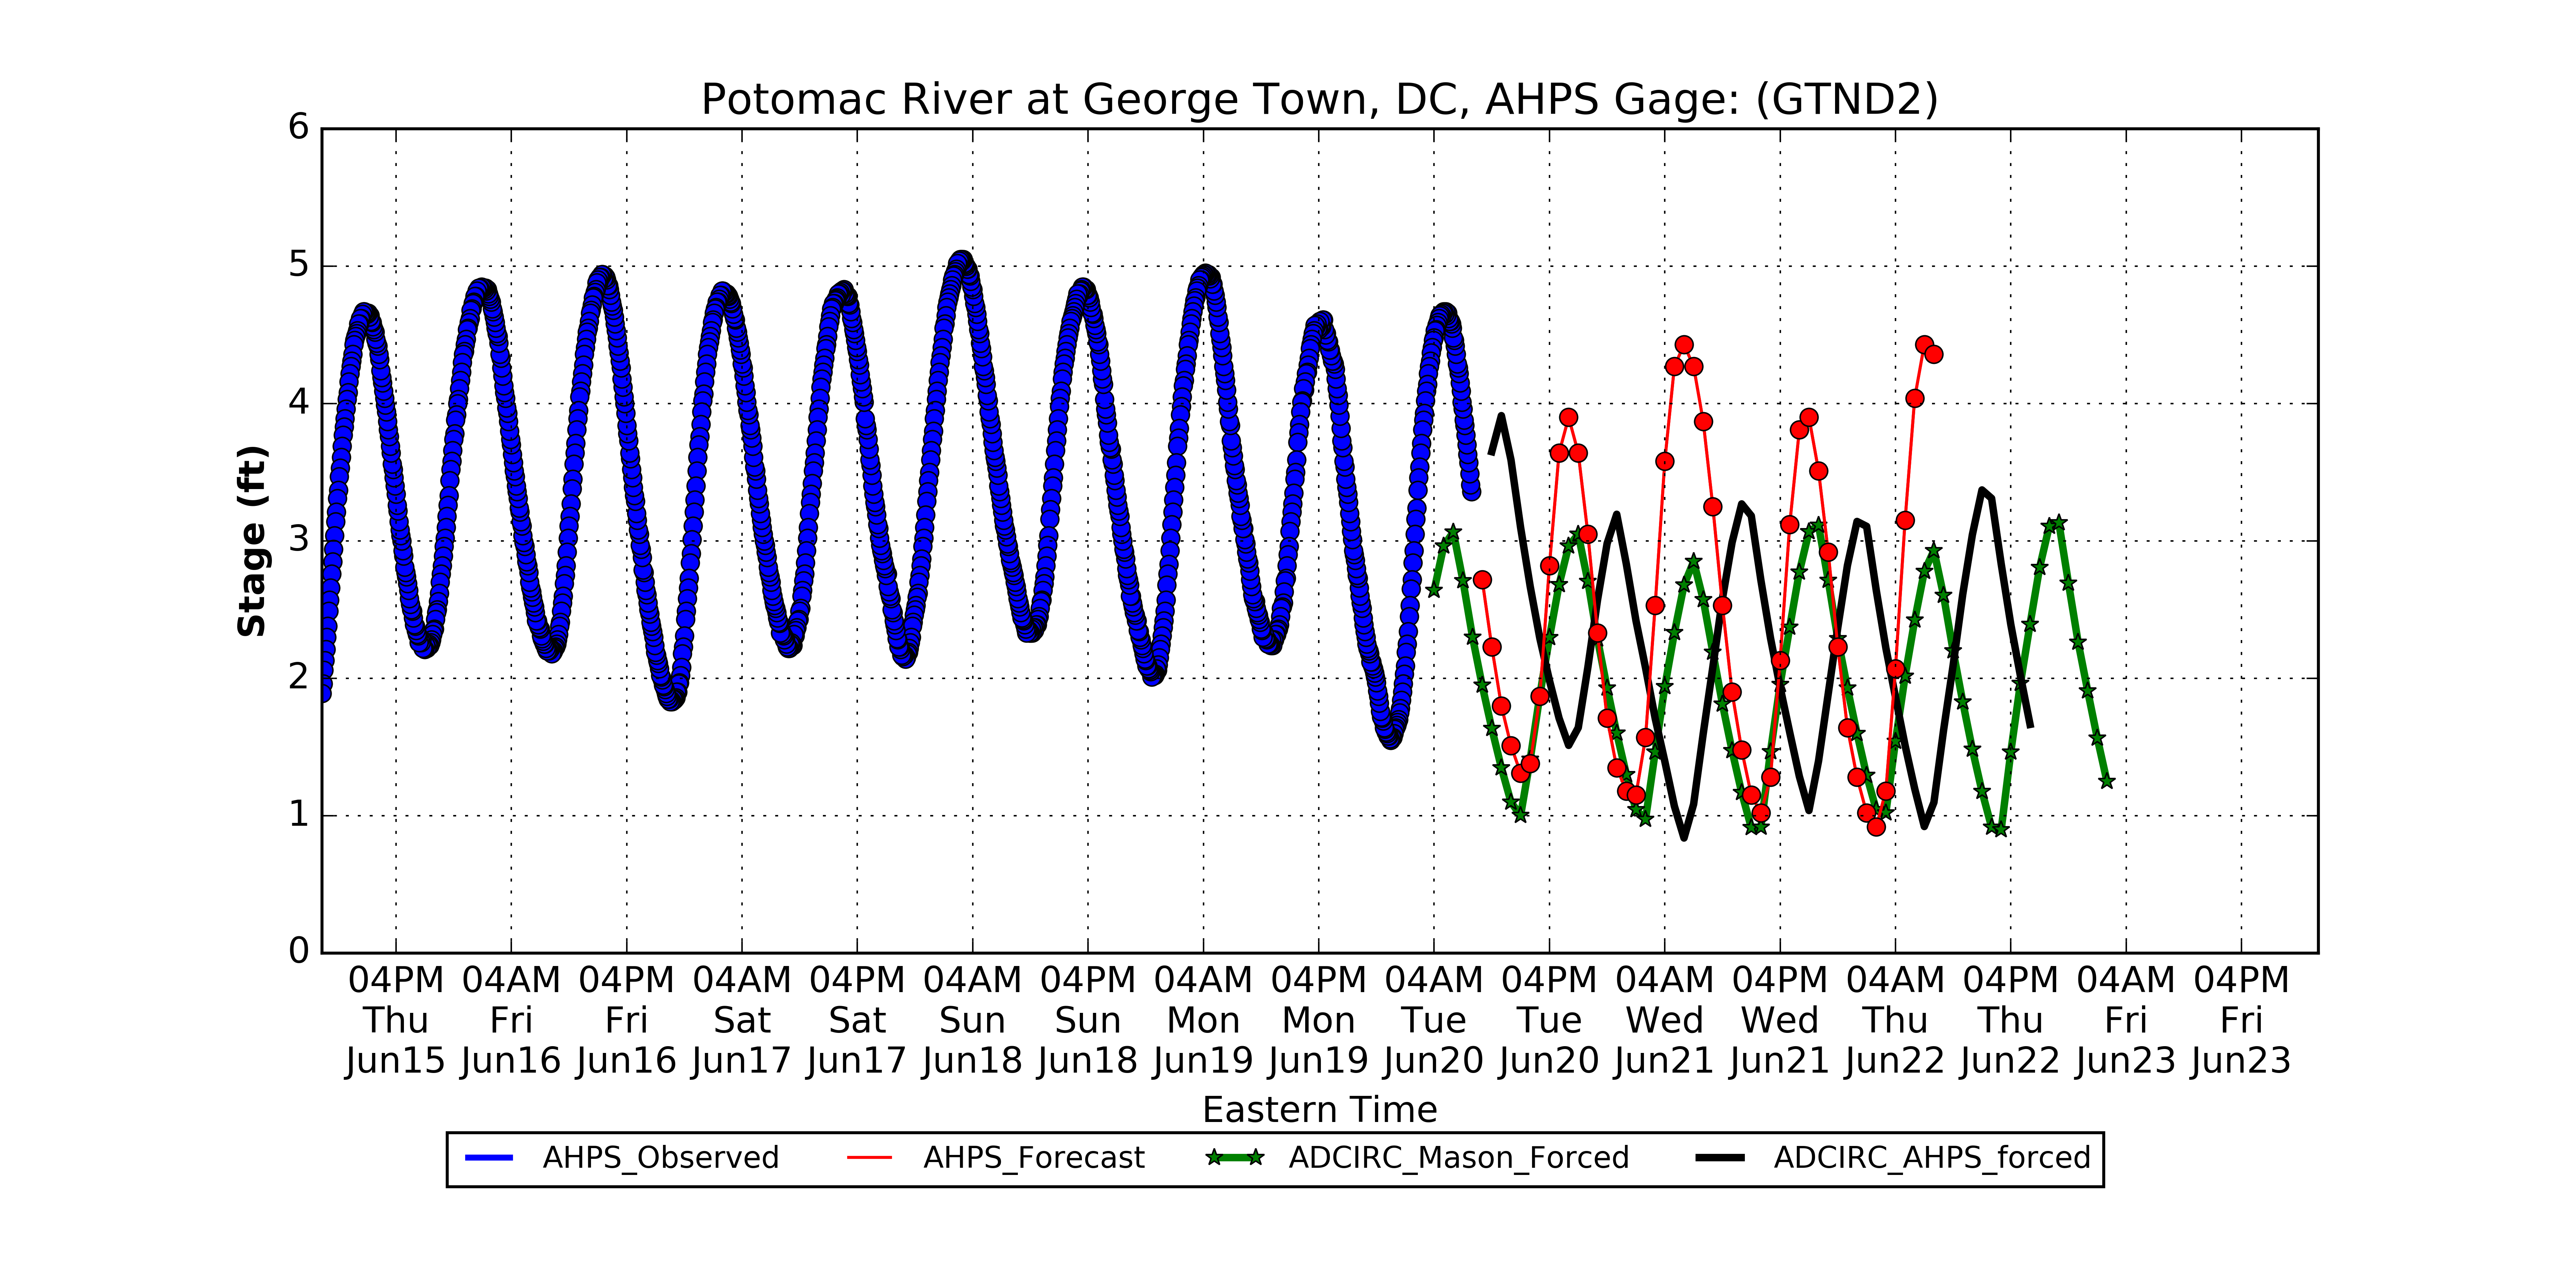 Potomac River at George Town, DC, AHPS Gage: (GTND2)
6
5
4
3
2
1
0
Stage (ft)
04PM 04AM 04PM 04AM 04PM 04AM 04PM 04AM 04PM 04AM 04PM 04AM 04PM 04AM 04PM 04AM 04PM
Thu Fri Fri Sat Sat Sun Sun Mon Mon Tue Tue Wed Wed Thu Thu Fri Fri
Jun15 Jun16 Jun16 Jun17 Jun17 Jun18 Jun18 Jun19 Jun19 Jun20 Jun20 Jun21 Jun21 Jun22 Jun22 Jun23 Jun23
Eastern Time
AHPS_Observed AHPS_Forecast ADCIRC_Mason_Forced ADCIRC_AHPS_forced